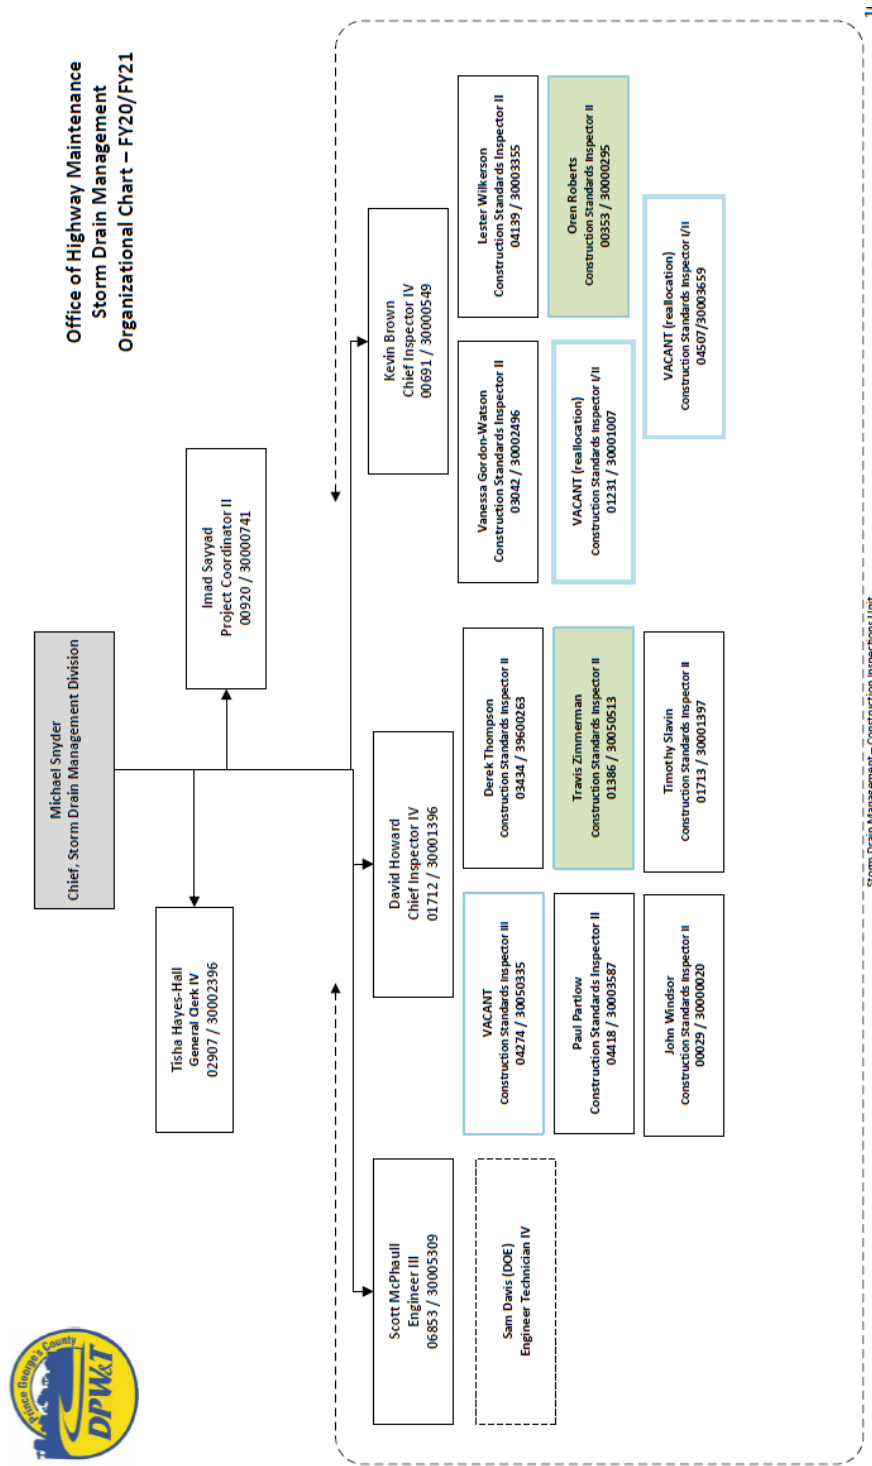 Prince George's County
DPW&T
Office of Highway Maintenance
Storm Drain Management
Organizational Chart – FY20/FY21
Michael Snyder
Chief, Storm Drain Management Division
Tisha Hayes-Hall
General Clerk IV
02907 / 30002396
Imad Sayyad
Project Coordinator II
00920 / 30000741
Scott McPhaull
Engineer III
06853 / 30005309
Sam Davis (DOE)
Engineer Technician IV
David Howard
Chief Inspector IV
01712 / 30001396
VACANT
Construction Standards Inspector III
04274 / 30050335
Derek Thompson
Construction Standards Inspector II
03434 / 39600263
Paul Partlow
Construction Standards Inspector II
04418 / 30003587
Travis Zimmerman
Construction Standards Inspector II
01386 / 30050513
John Windsor
Construction Standards Inspector II
00029 / 30000020
Timothy Slavin
Construction Standards Inspector II
01713 / 30001397
Kevin Brown
Chief Inspector IV
00691 / 30000549
Vanessa Gordon-Watson
Construction Standards Inspector II
03042 / 30002496
Lester Wilkerson
Construction Standards Inspector II
04139 / 30003355
VACANT (reallocation)
Construction Standards Inspector I/II
01231 / 30001007
Oren Roberts
Construction Standards Inspector II
00353 / 30000295
VACANT (reallocation)
Construction Standards Inspector I/II
04507/30003659
Storm Drain Management – Construction Inspections Unit